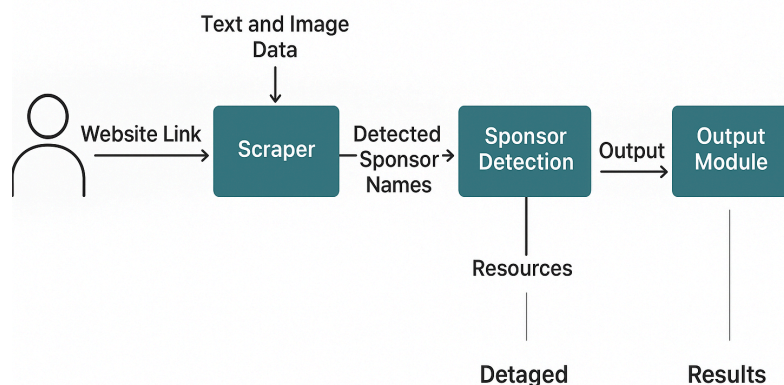 Text and Image
Data
Website Link
Scraper
Detected
Sponsor
Names
Sponsor
Detection
Output
Output
Module
Resources
Detaged
Results